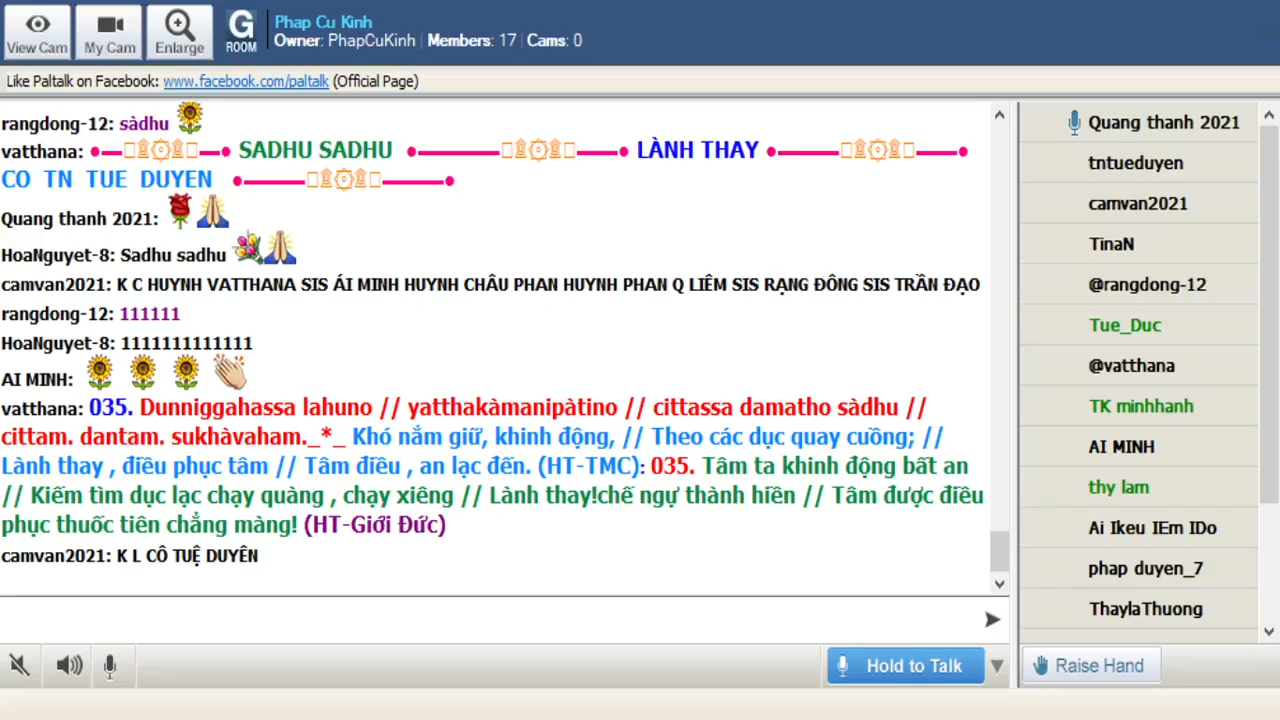 View Cam
My Cam
Enlarge
G
ROOM
Phap Cu Kinh
Owner: PhapCuKinh | Members: 17 | Cams: 0
Like Paltalk on Facebook: www.facebook.com/paltalk (Official Page)
rangdong-12: sàdhu
vatthana: SADHU SADHU LÀNH THAY
CO TN TUE DUYEN
Quang thanh 2021:
HoaNguyet-8: Sadhu sadhu
camvan2021: K C HUYNH VATTHANA SIS ÁI MINH HUYNH CHÂU PHAN HUYNH PHAN Q LIÊM SIS RẠNG ĐÔNG SIS TRẦN ĐẠO
rangdong-12: 111111
HoaNguyet-8: 1111111111111
AI MINH:
vatthana: 035. Dunniggahassa lahuno // yatthakàmanipàtino // cittassa damatho sàdhu //
cittam. dantam. sukhàvaham._*_ Khó nắm giữ, khinh động, // Theo các dục quay cuồng; //
Lành thay , điều phục tâm // Tâm điều , an lạc đến. (HT-TMC): 035. Tâm ta khinh động bất an
// Kiếm tìm dục lạc chạy quàng , chạy xiêng // Lành thay!chế ngự thành hiền // Tâm được điều
phục thuốc tiên chẳng màng! (HT-Giới Đức)
camvan2021: K L CÔ TUỆ DUYÊN
Quang thanh 2021
tntueduyen
camvan2021
TinaN
@rangdong-12
Tue_Duc
@vatthana
TK minhhanh
AI MINH
thy lam
Ai Ikeu IEm IDo
phap duyen_7
ThaylaThuong
Hold to Talk
Raise Hand